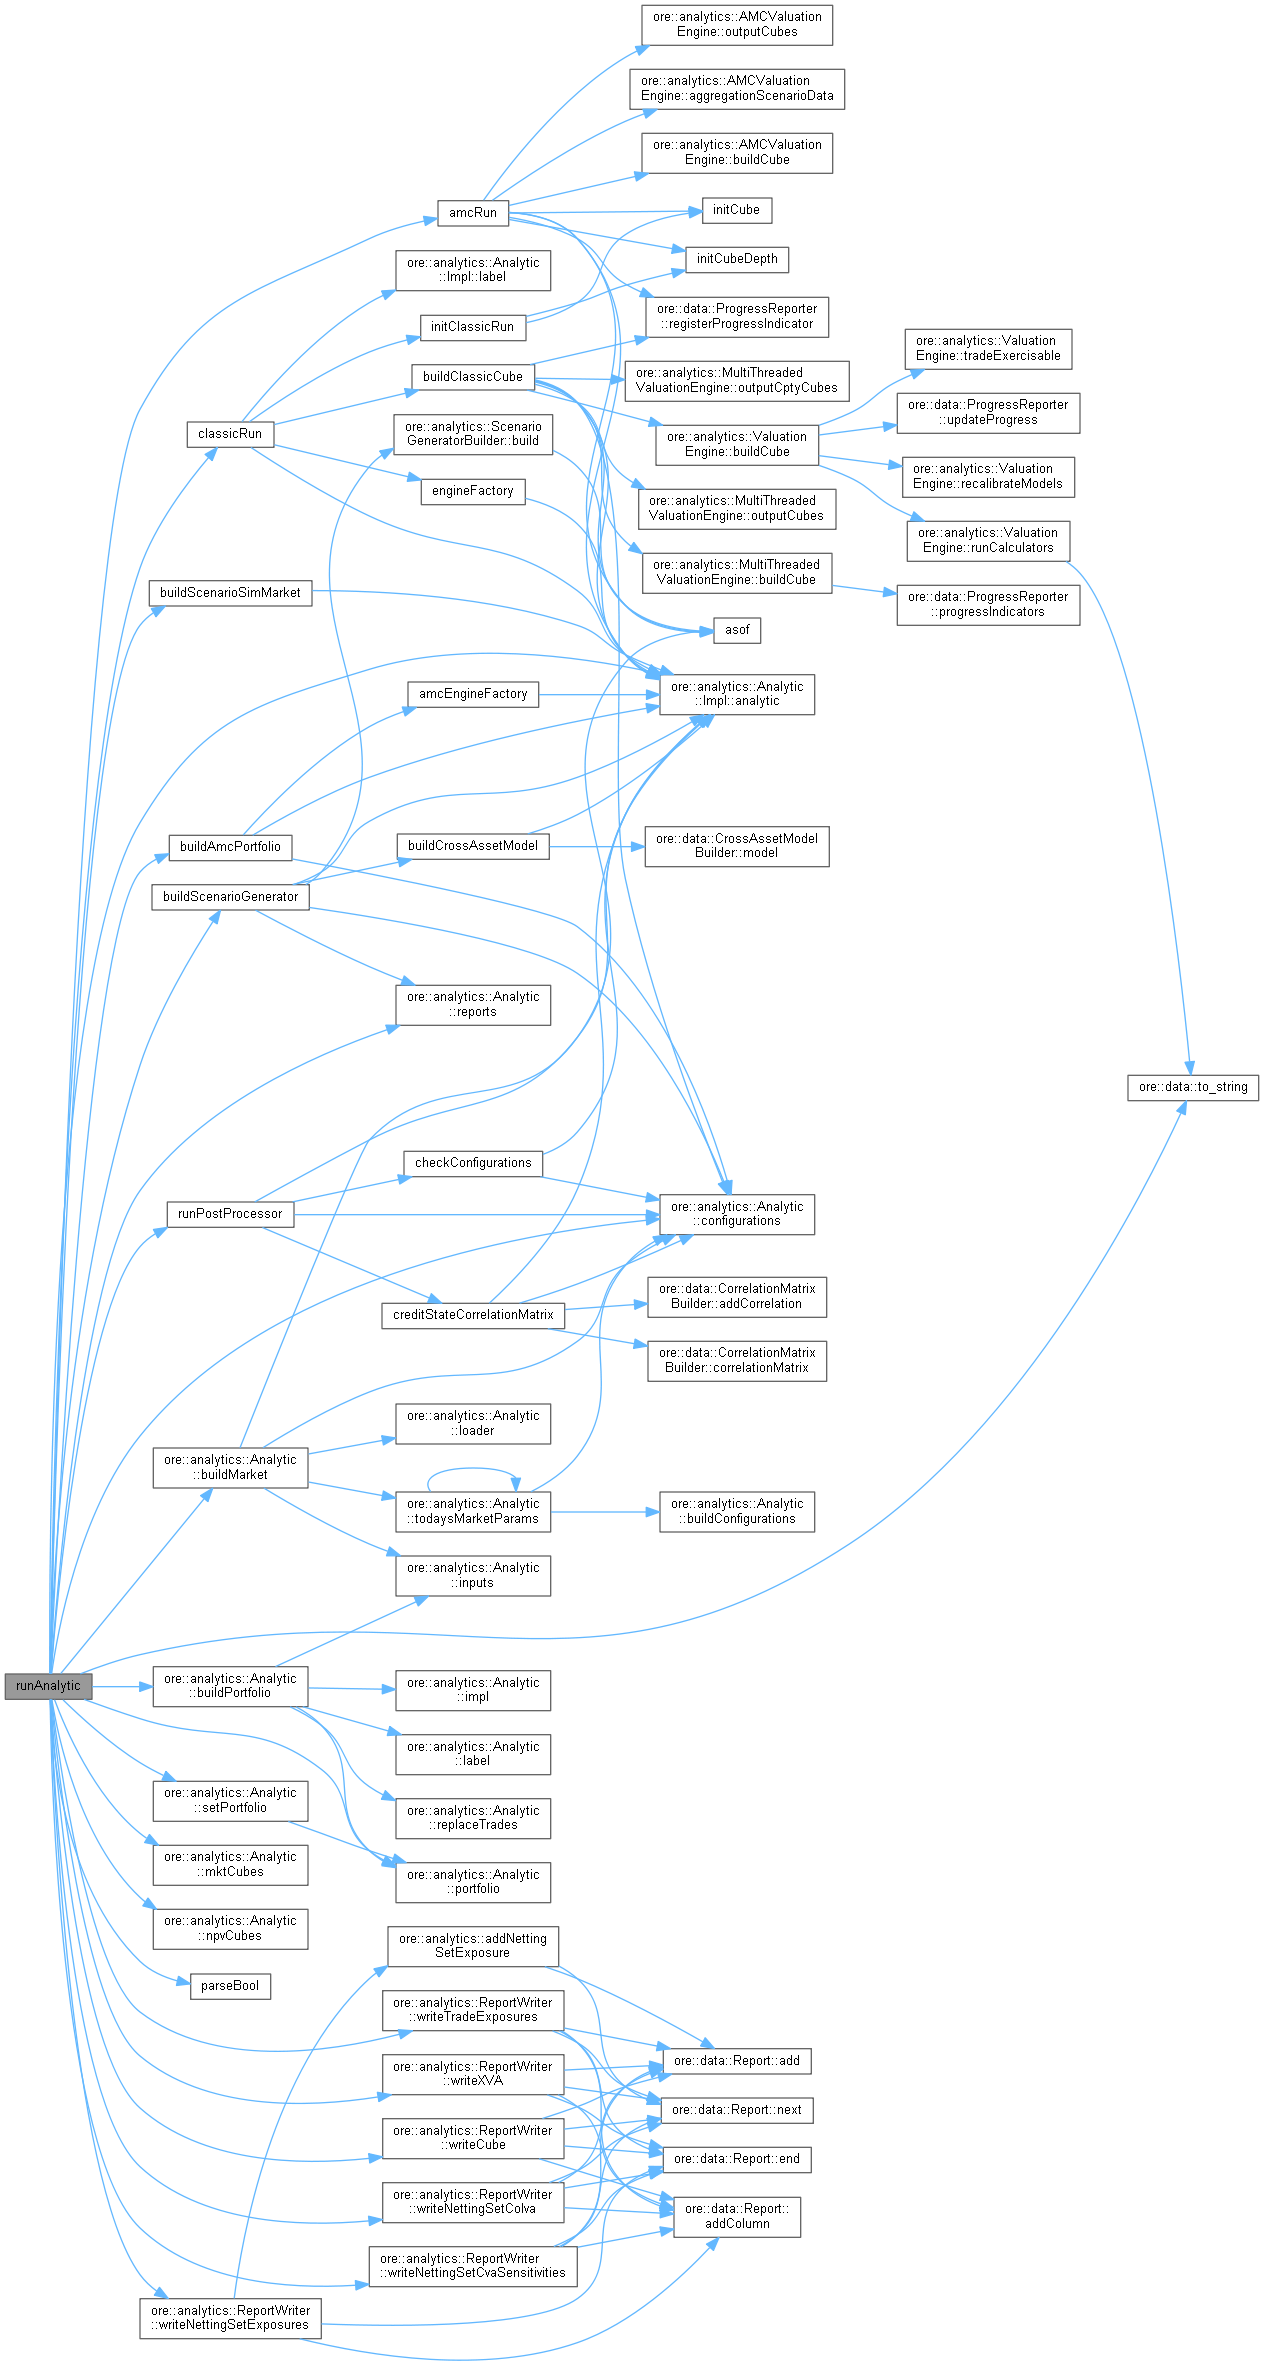 ore::analytics::AMCValuation
Engine::outputCubes
ore::analytics::AMCValuation
Engine::aggregationScenarioData
ore::analytics::AMCValuation
Engine::buildCube
amcRun
initCube
ore::analytics::Analytic
::Impl::label
initCubeDepth
initClassicRun
ore::data::ProgressReporter
::registerProgressIndicator
ore::analytics::Valuation
Engine::tradeExercisable
buildClassicCube
ore::analytics::MultiThreaded
ValuationEngine::outputCptyCubes
ore::data::ProgressReporter
::updateProgress
classicRun
ore::analytics::Scenario
GeneratorBuilder::build
ore::analytics::Valuation
Engine::buildCube
ore::analytics::Valuation
Engine::recalibrateModels
engineFactory
ore::analytics::MultiThreaded
ValuationEngine::outputCubes
ore::analytics::Valuation
Engine::runCalculators
ore::analytics::MultiThreaded
ValuationEngine::buildCube
buildScenarioSimMarket
ore::data::ProgressReporter
::progressIndicators
asof
amcEngineFactory
ore::analytics::Analytic
::Impl::analytic
buildAmcPortfolio
buildCrossAssetModel
ore::data::CrossAssetModel
Builder::model
buildScenarioGenerator
ore::analytics::Analytic
::reports
ore::data::to_string
checkConfigurations
runPostProcessor
ore::analytics::Analytic
::configurations
creditStateCorrelationMatrix
ore::data::CorrelationMatrix
Builder::addCorrelation
ore::data::CorrelationMatrix
Builder::correlationMatrix
ore::analytics::Analytic
::loader
ore::analytics::Analytic
::buildMarket
ore::analytics::Analytic
::todaysMarketParams
ore::analytics::Analytic
::buildConfigurations
ore::analytics::Analytic
::inputs
runAnalytic
ore::analytics::Analytic
::buildPortfolio
ore::analytics::Analytic
::impl
ore::analytics::Analytic
::label
ore::analytics::Analytic
::setPortfolio
ore::analytics::Analytic
::replaceTrades
ore::analytics::Analytic
::mktCubes
ore::analytics::Analytic
::portfolio
ore::analytics::Analytic
::npvCubes
ore::analytics::addNetting
SetExposure
parseBool
ore::analytics::ReportWriter
::writeTradeExposures
ore::data::Report::add
ore::analytics::ReportWriter
::writeXVA
ore::data::Report::next
ore::analytics::ReportWriter
::writeCube
ore::data::Report::end
ore::analytics::ReportWriter
::writeNettingSetColva
ore::data::Report::
addColumn
ore::analytics::ReportWriter
::writeNettingSetCvaSensitivities
ore::analytics::ReportWriter
::writeNettingSetExposures